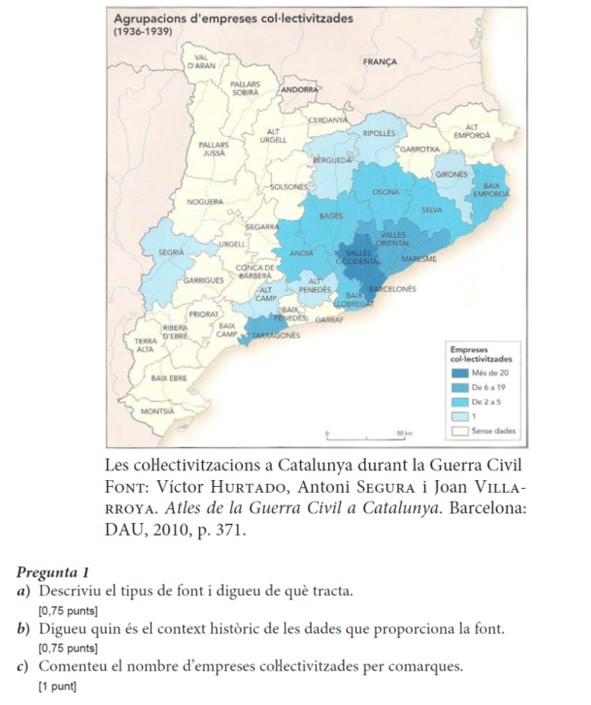 Agrupacions d'empreses col·lectivitzades
(1936-1939)
VAL
D'ARAN
FRANÇA
PALLARS
SOBIRÀ
ANDORRA
CERDANYA
ALT
URGELL
RIPOLLÈS
ALT
EMPORDÀ
PALLARS
JUSSÀ
BERGUEDÀ
GARROTXA
GIRONÈS
SOLSONÈS
OSONA
BAIX
EMPORDÀ
NOGUERA
BAGES
SELVA
SEGARRA
SEGRIÀ
URGELL
ANOIA
VALLÈS
ORIENTAL
VALLÈS
OCCIDENTAL
MARESME
CONCA DE
BARBERÀ
GARRIGUES
ALT
CAMP
ALT
PENEDÈS
BARCELONÈS
BAIX
LLOBREGAT
PRIORAT
BAIX
PENEDÈS
GARRAF
RIBERA
D'EBRE
BAIX
CAMP
TARRAGONÈS
TERRA
ALTA
BAIX EBRE
MONTSIÀ
Empreses
col·lectivitzades
Més de 20
De 6 a 19
De 2 a 5
1
Sense dades
0
50 km
Les col·lectivitzacions a Catalunya durant la Guerra Civil
FONT: Víctor HURTADO, Antoni SEGURA i Joan VILLA-
RROYA. Atles de la Guerra Civil a Catalunya. Barcelona:
DAU, 2010, p. 371.
Pregunta 1
a) Descriviu el tipus de font i digueu de què tracta.
[0,75 punts]
b) Digueu quin és el context històric de les dades que proporciona la font.
[0,75 punts]
c) Comenteu el nombre d'empreses col·lectivitzades per comarques.
[1 punt]